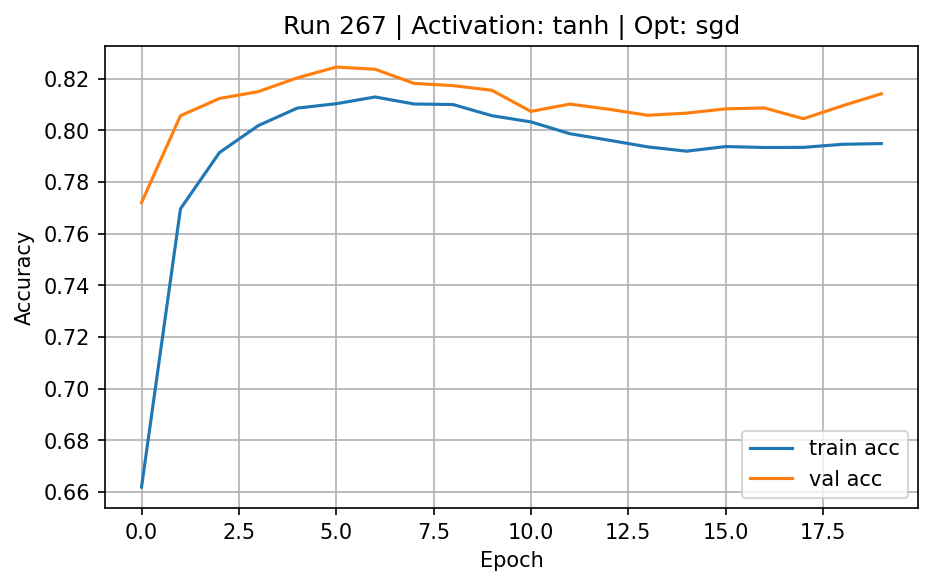 Run 267 | Activation: tanh | Opt: sgd
Accuracy
0.82
0.80
0.78
0.76
0.74
0.72
0.70
0.68
0.66
train acc
val acc
0.0 2.5 5.0 7.5 10.0 12.5 15.0 17.5
Epoch